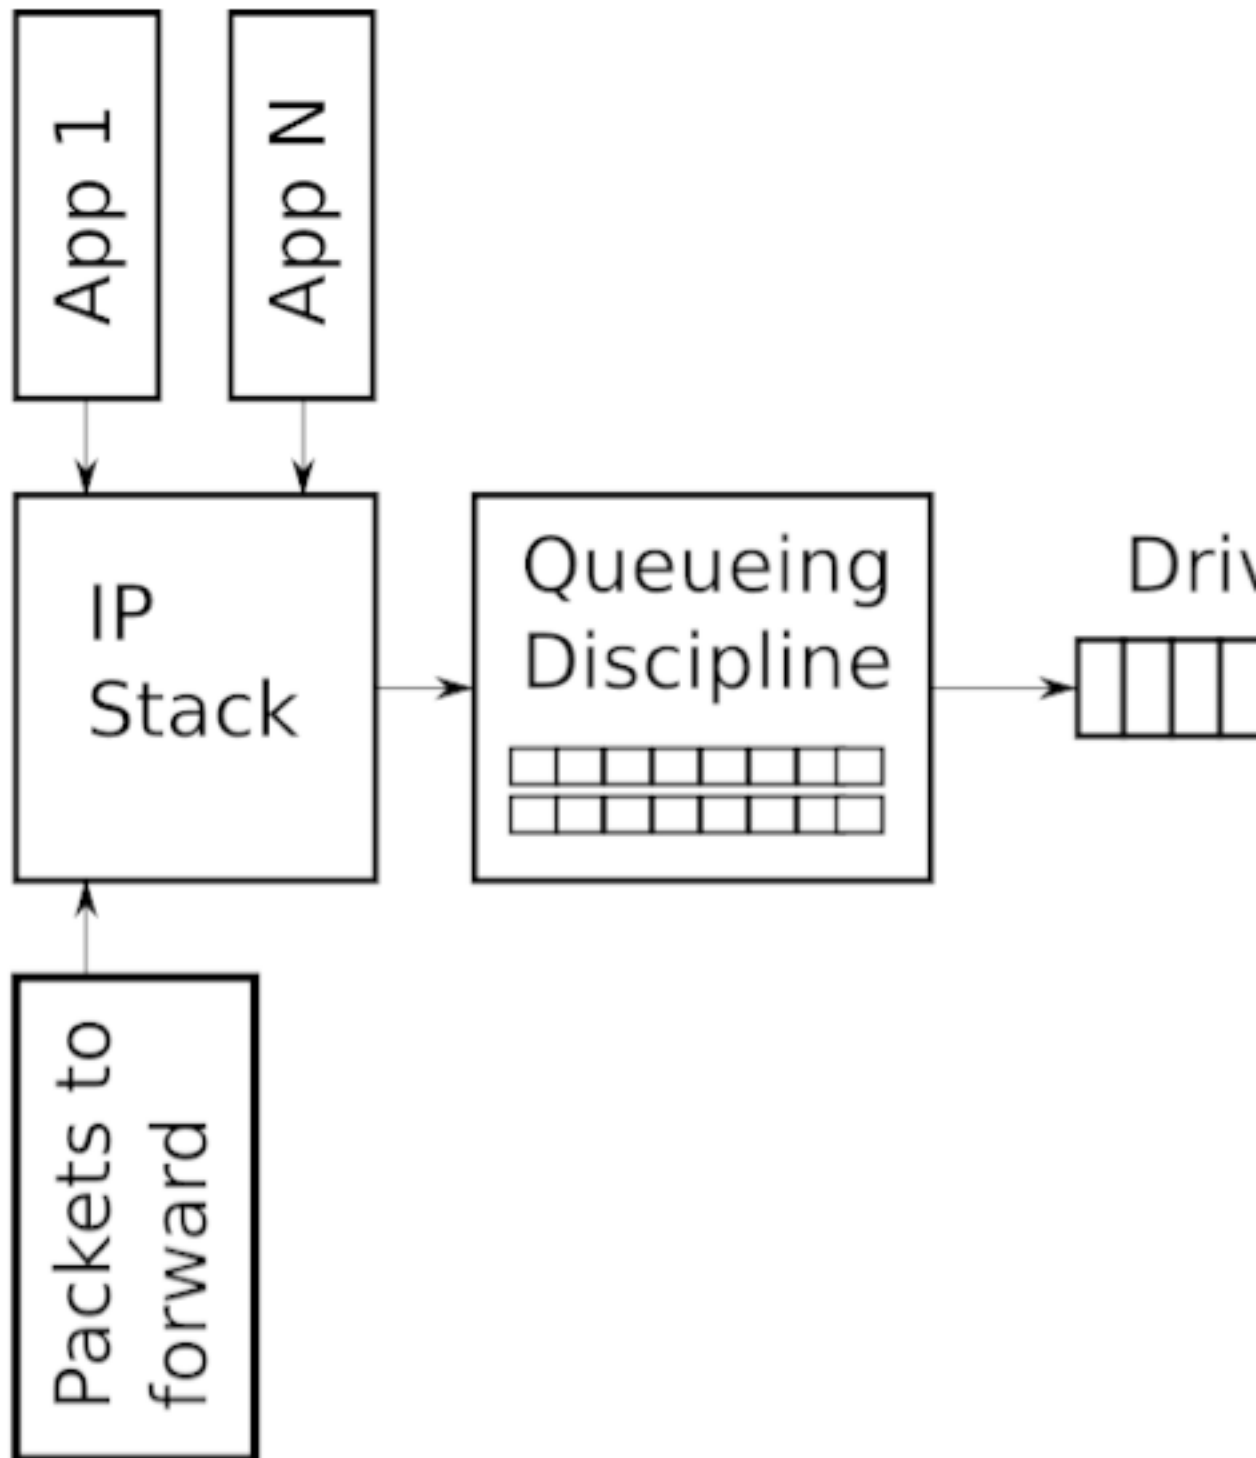 App 1
App N
IP
Stack
Queueing
Discipline
Packets to
forward